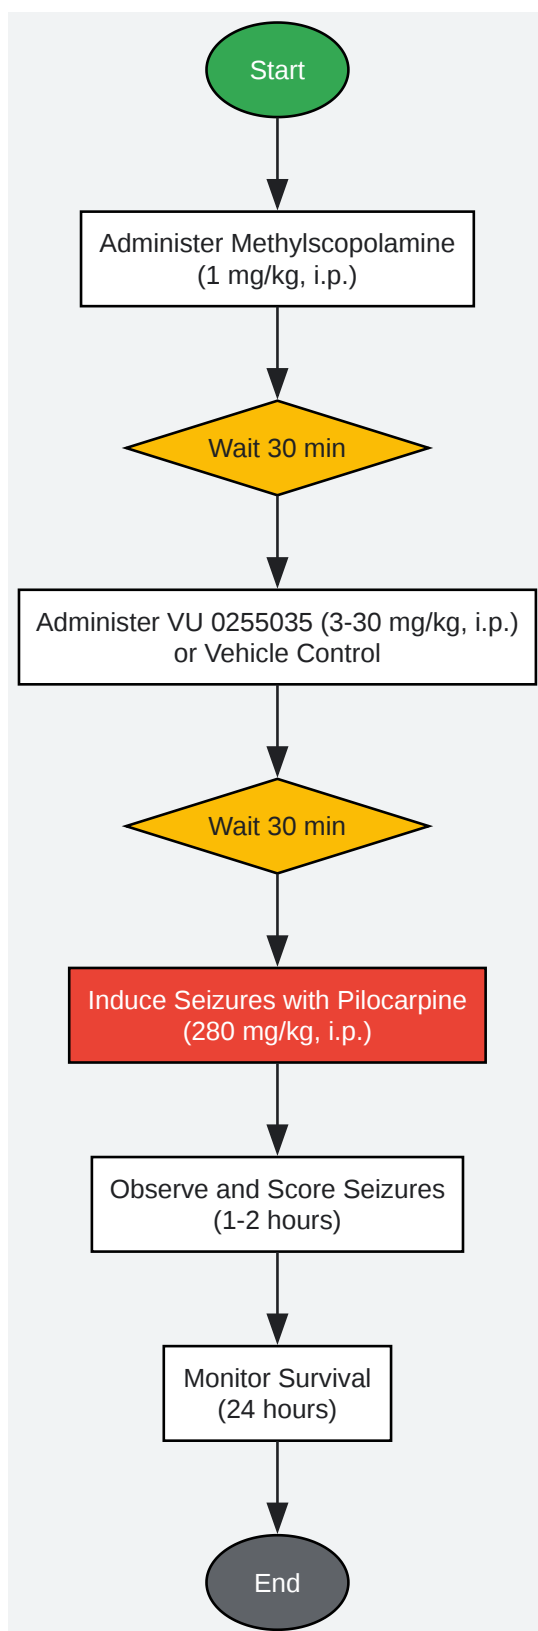 Start
Administer Methylscopolamine
(1 mg/kg, i.p.)
Wait 30 min
Administer VU 0255035 (3-30 mg/kg, i.p.)
or Vehicle Control
Wait 30 min
Induce Seizures with Pilocarpine
(280 mg/kg, i.p.)
Observe and Score Seizures
(1-2 hours)
Monitor Survival
(24 hours)
End